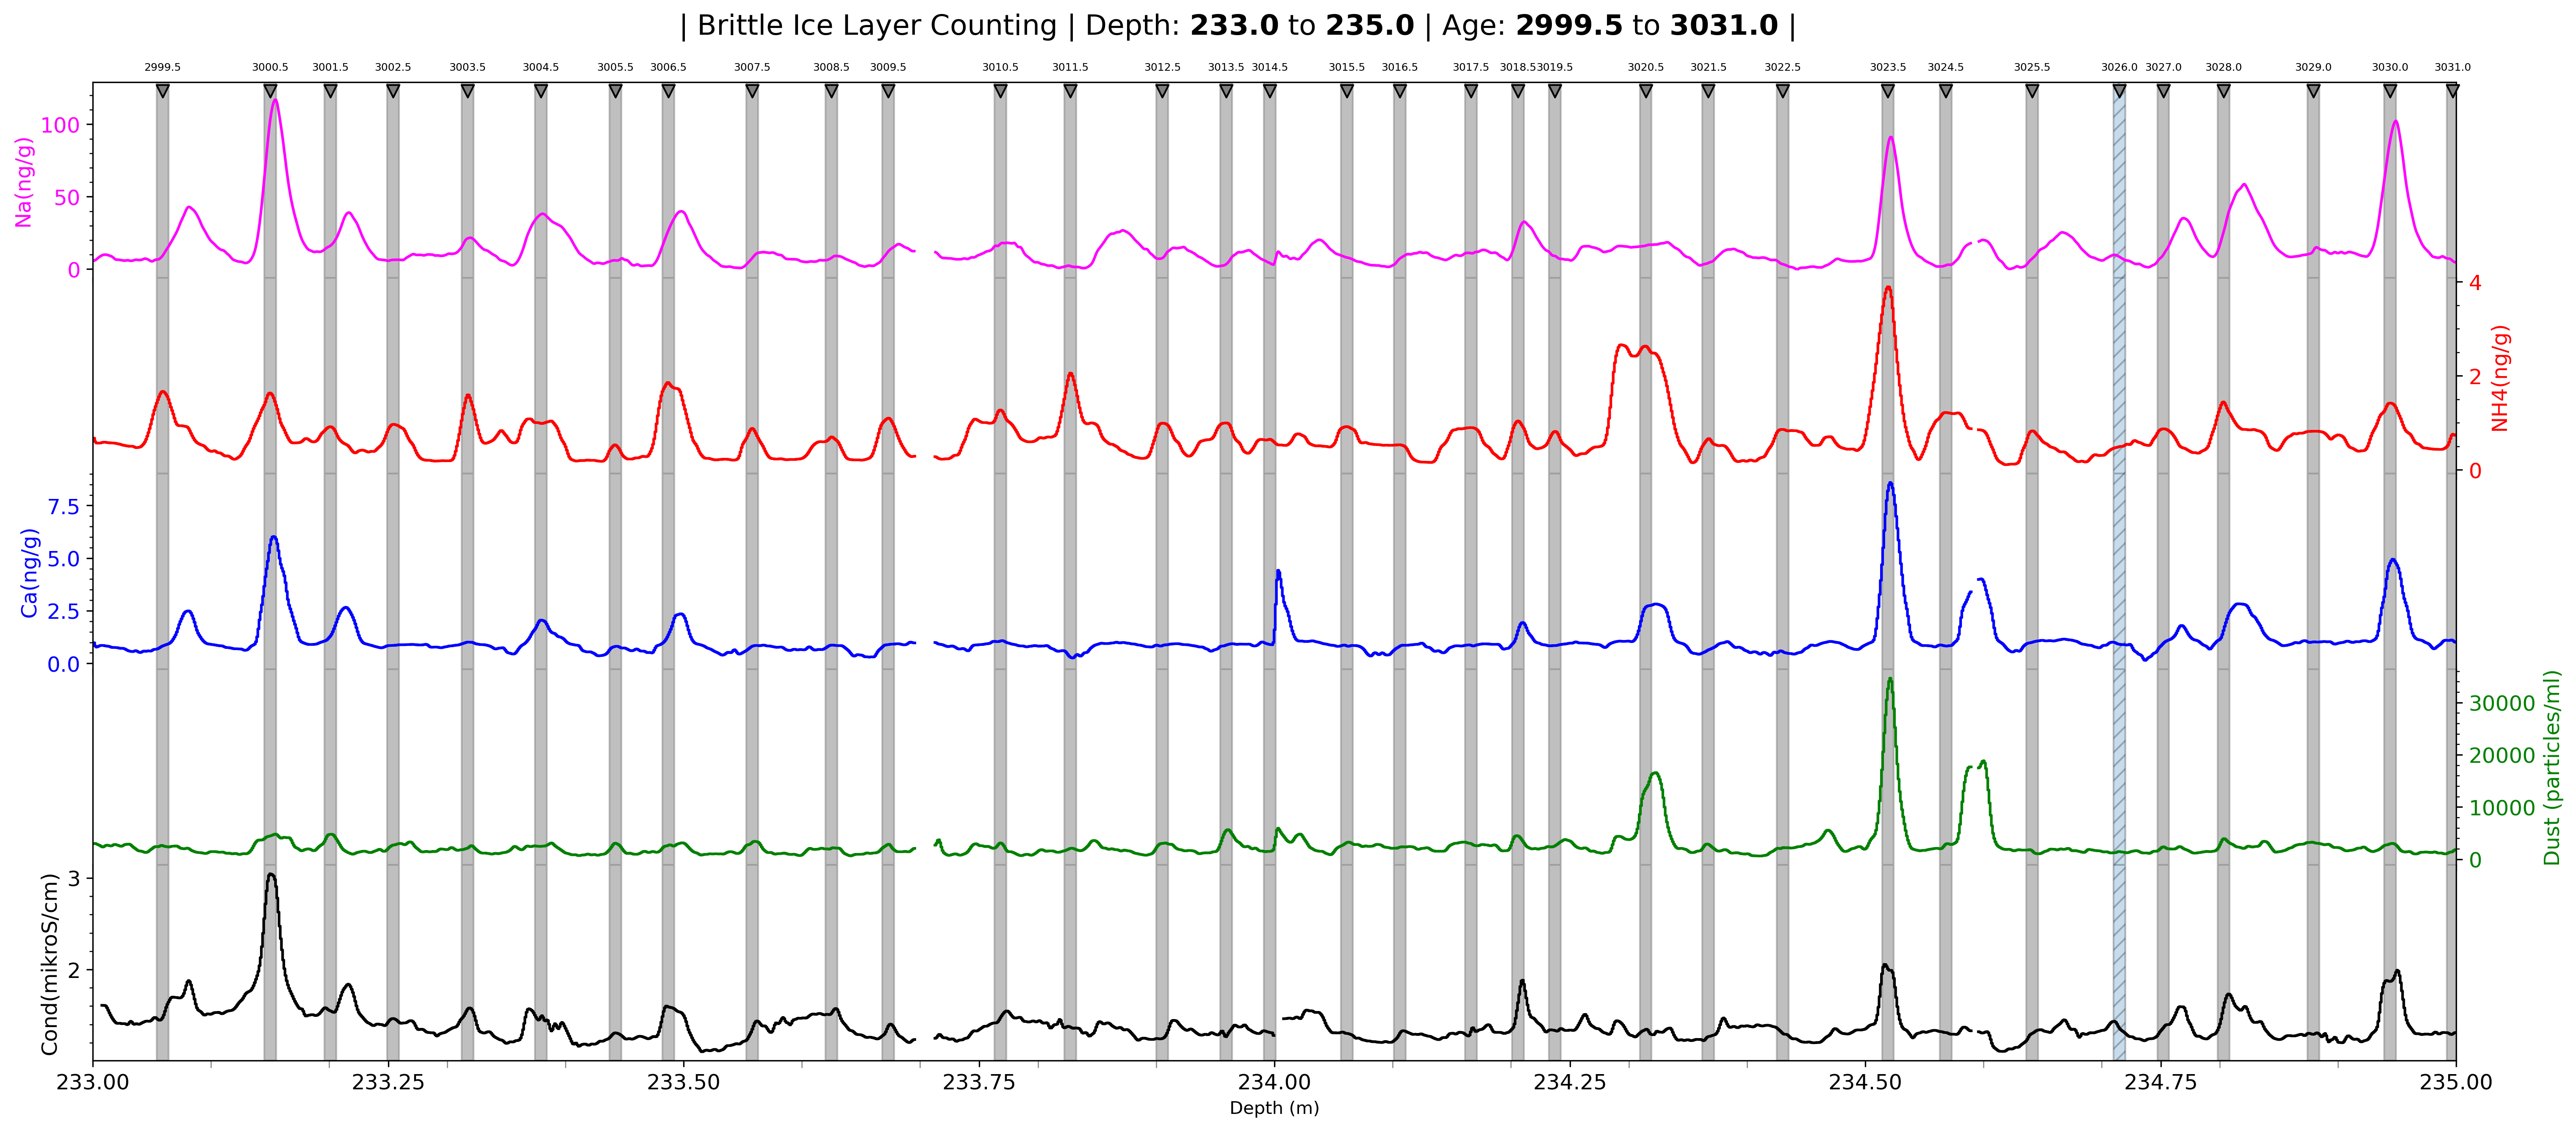 | Brittle Ice Layer Counting | Depth: 233.0 to 235.0 | Age: 2999.5 to 3031.0 |
2999.5 3000.5 3001.5 3002.5 3003.5 3004.5 3005.5 3006.5 3007.5 3008.5 3009.5 3010.5 3011.5 3012.5 3013.5 3014.5 3015.5 3016.5 3017.5 3018.5 3019.5 3020.5 3021.5 3022.5 3023.5 3024.5 3025.5 3026.0 3027.0 3028.0 3029.0 3030.0 3031.0
Na(ng/g)
100
50
0
NH4(ng/g)
4
2
0
Ca(ng/g)
7.5
5.0
2.5
0.0
Dust (particles/ml)
30000
20000
10000
0
Cond(mikroS/cm)
3
2
233.00 233.25 233.50 233.75 234.00 234.25 234.50 234.75 235.00
Depth (m)